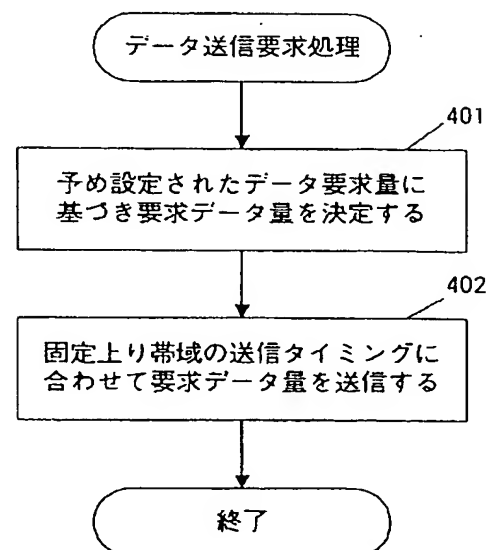 データ送信要求処理
401
予め設定されたデータ要求量に
基づき要求データ量を決定する
402
固定上り帯域の送信タイミングに
合わせて要求データ量を送信する
終了